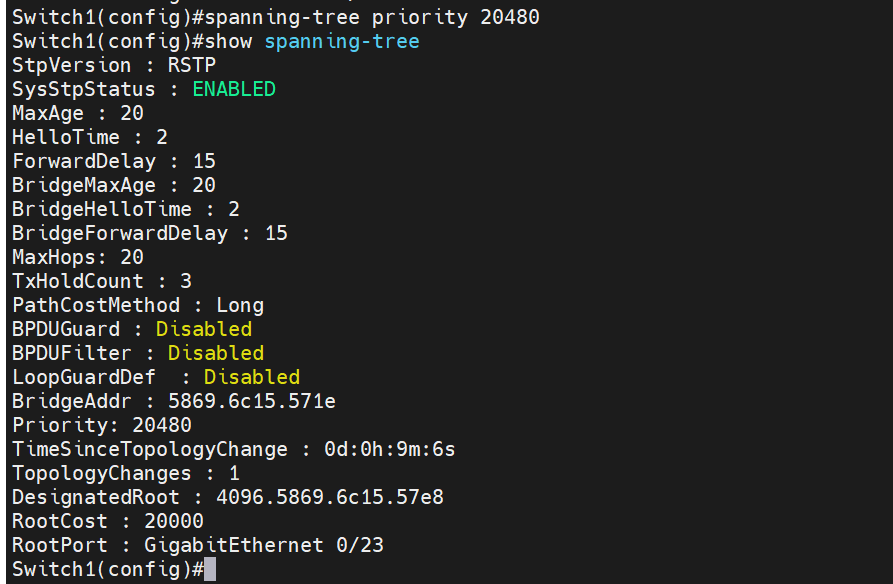 Switch1(config)#spanning-tree priority 20480
Switch1(config)#show spanning-tree
StpVersion : RSTP
SysStpStatus : ENABLED
MaxAge : 20
HelloTime : 2
ForwardDelay : 15
BridgeMaxAge : 20
BridgeHelloTime : 2
BridgeForwardDelay : 15
MaxHops: 20
TxHoldCount : 3
PathCostMethod : Long
BPDUGuard : Disabled
BPDUFilter : Disabled
LoopGuardDef  : Disabled
BridgeAddr : 5869.6c15.571e
Priority: 20480
TimeSinceTopologyChange : 0d:0h:9m:6s
TopologyChanges : 1
DesignatedRoot : 4096.5869.6c15.57e8
RootCost : 20000
RootPort : GigabitEthernet 0/23
Switch1(config)#